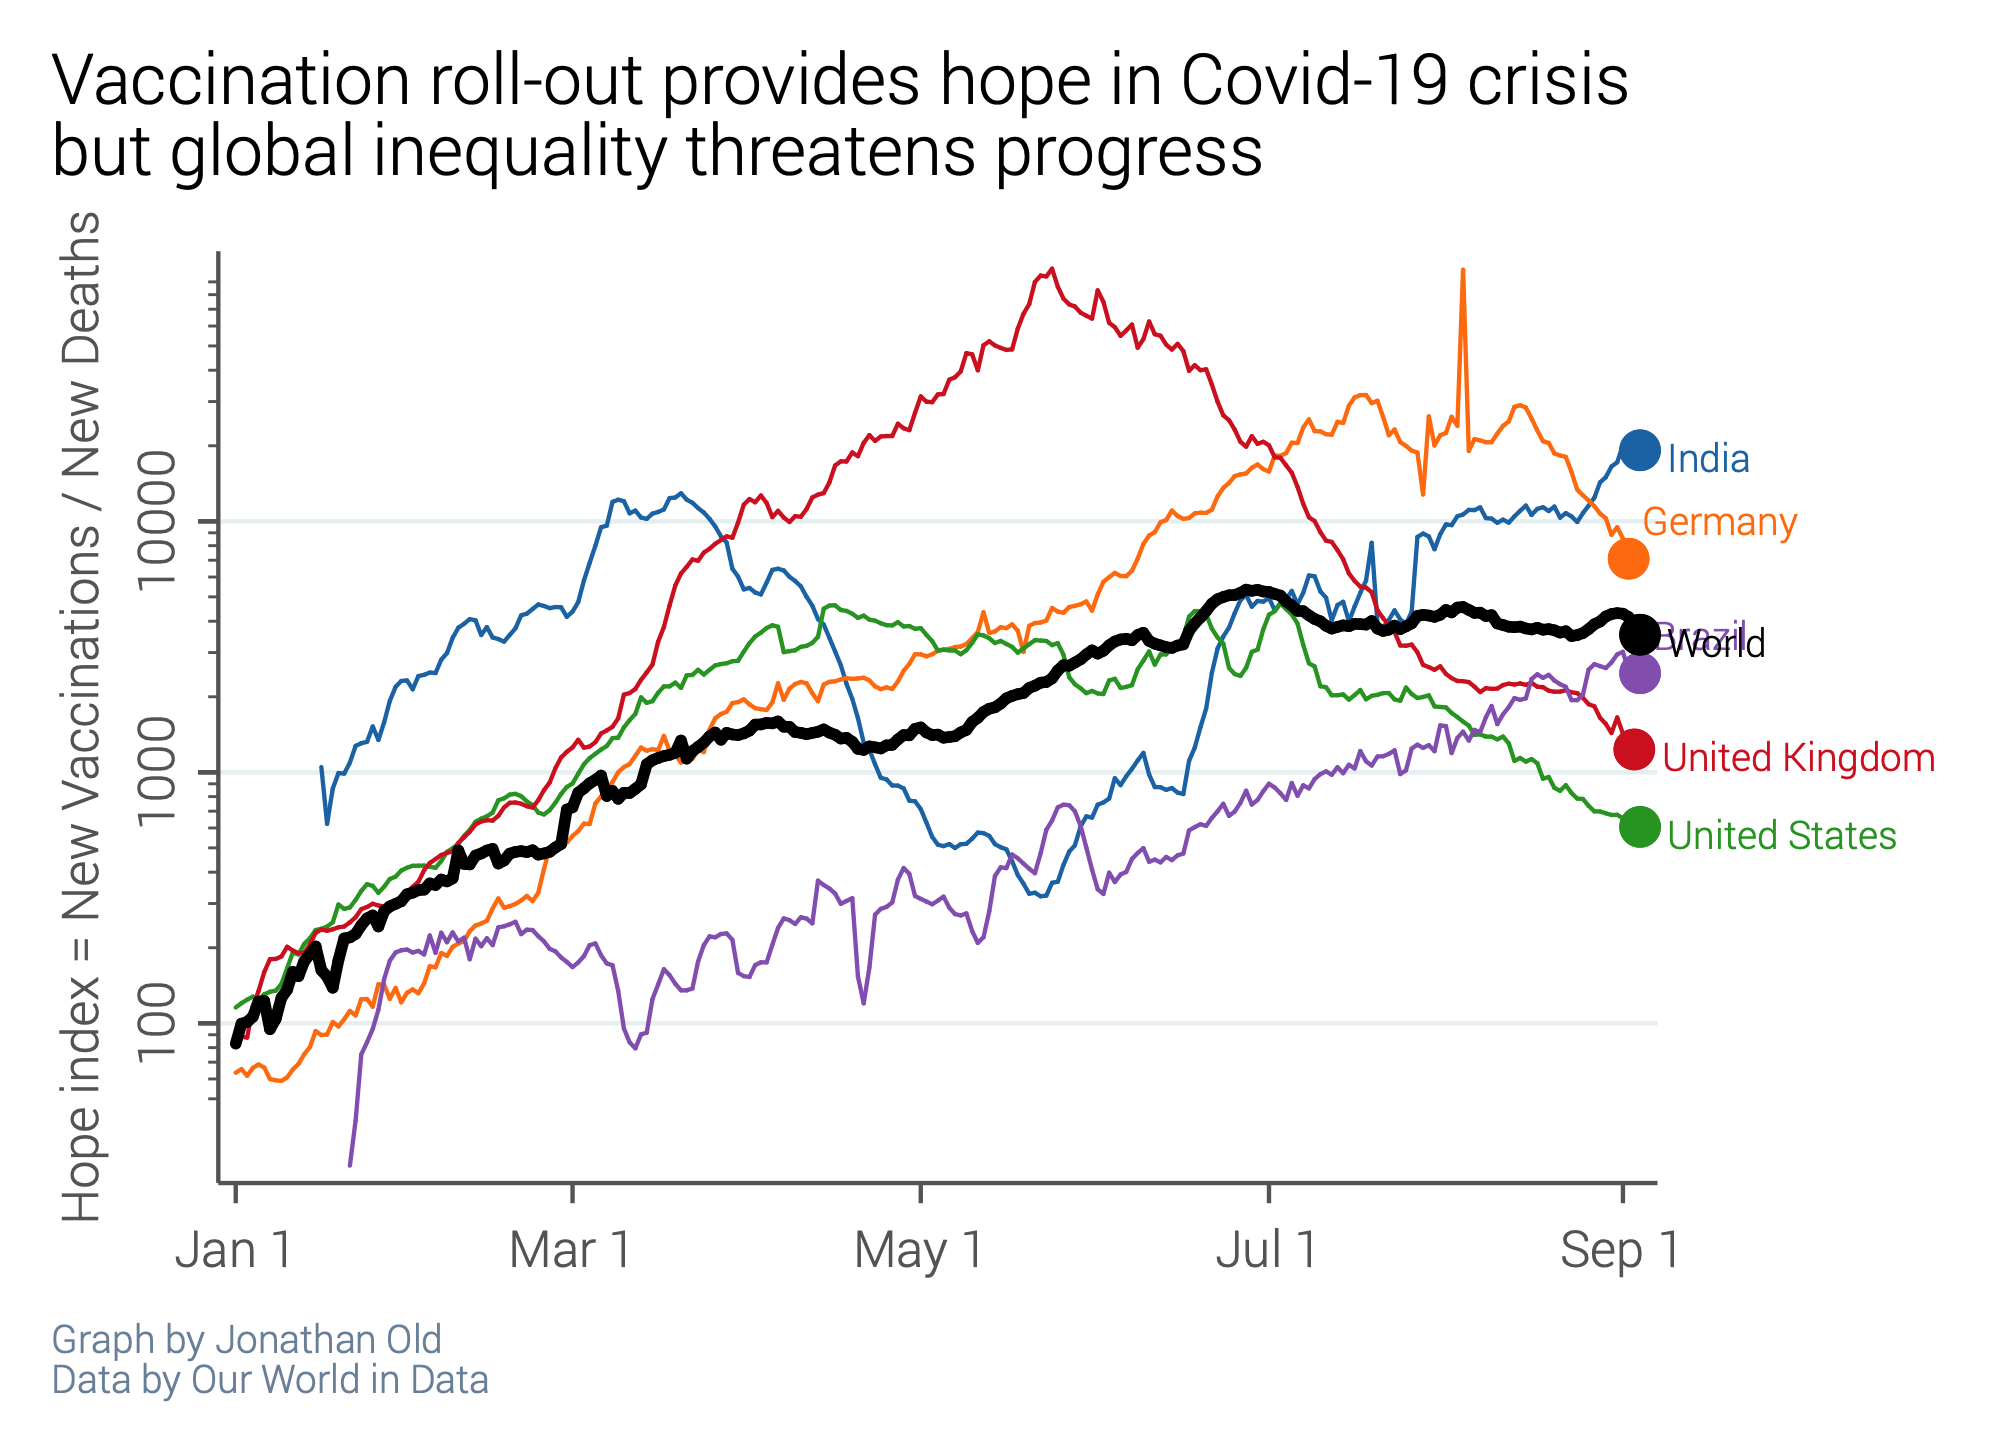 Vaccination roll-out provides hope in Covid-19 crisis
but global inequality threatens progress
Hope index = New Vaccinations / New Deaths
10000
1000
100
India
Germany
Brazil
World
United Kingdom
United States
Jan 1
Mar 1
May 1
Jul 1
Sep 1
Graph by Jonathan Old
Data by Our World in Data